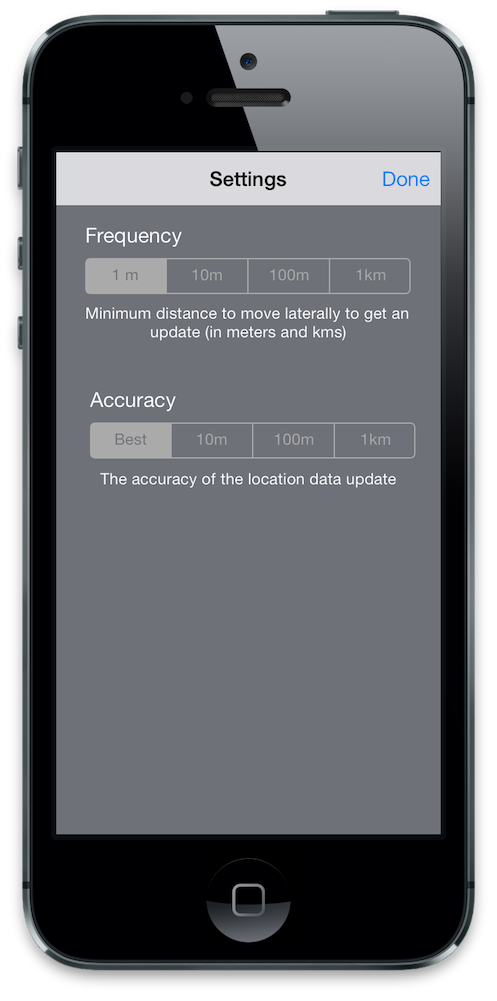 Settings
Done
Frequency
1 m 10m 100m 1km
Minimum distance to move laterally to get an
update (in meters and kms)
Accuracy
Best 10m 100m 1km
The accuracy of the location data update